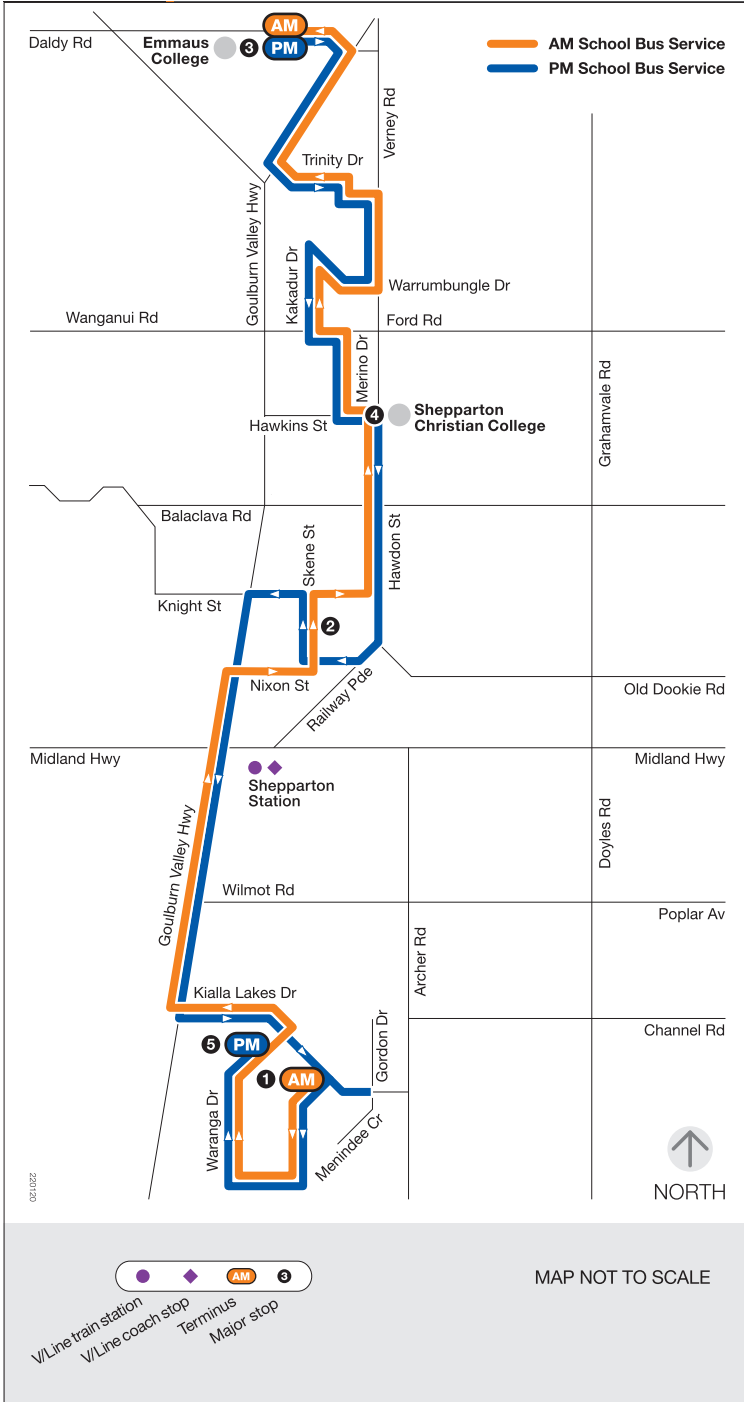 AM
Daldy Rd
Emmaus
College
3
PM
AM School Bus Service
PM School Bus Service
Verney Rd
Trinity Dr
Goulburn Valley Hwy
Kakadur Dr
Warrumbungle Dr
Wanganui Rd
Ford Rd
Merino Dr
Grahamvale Rd
4
Shepparton
Christian College
Hawkins St
Balaclava Rd
Skene St
Hawdon St
Knight St
2
Nixon St
Railway Pde
Old Dookie Rd
Midland Hwy
Midland Hwy
Shepparton
Station
Doyles Rd
Goulburn Valley Hwy
Wilmot Rd
Poplar Av
Archer Rd
Kialla Lakes Dr
Channel Rd
Gordon Dr
5
PM
1
AM
Waranga Dr
Menindee Cr
220120
NORTH
AM
3
V/Line train station
V/Line coach stop
Terminus
Major stop
MAP NOT TO SCALE